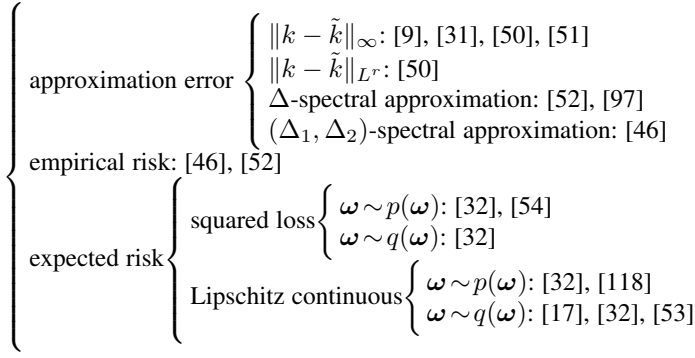 approximation error
‖k − k̃‖∞: [9], [31], [50], [51]
‖k − k̃‖Lʳ: [50]
Δ-spectral approximation: [52], [97]
(Δ₁, Δ₂)-spectral approximation: [46]
empirical risk: [46], [52]
expected risk
squared loss
ω ∼ p(ω): [32], [54]
ω ∼ q(ω): [32]
Lipschitz continuous
ω ∼ p(ω): [32], [118]
ω ∼ q(ω): [17], [32], [53]